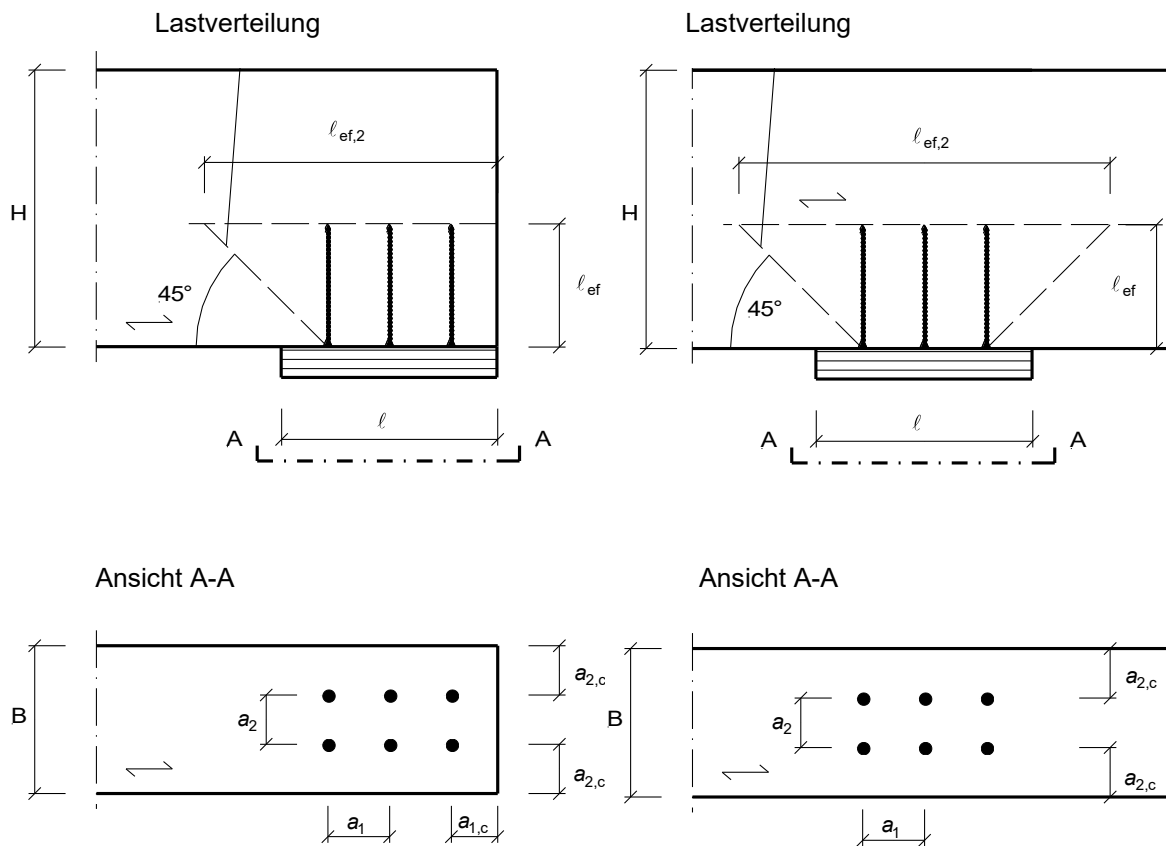 Lastverteilung
H
ℓef,2
45°
ℓef
ℓ
A A
Lastverteilung
H
ℓef,2
45°
ℓef
ℓ
A A
Ansicht A-A
B
a2
a2,c
a2,c
a1
a1,c
Ansicht A-A
B
a2
a2,c
a2,c
a1